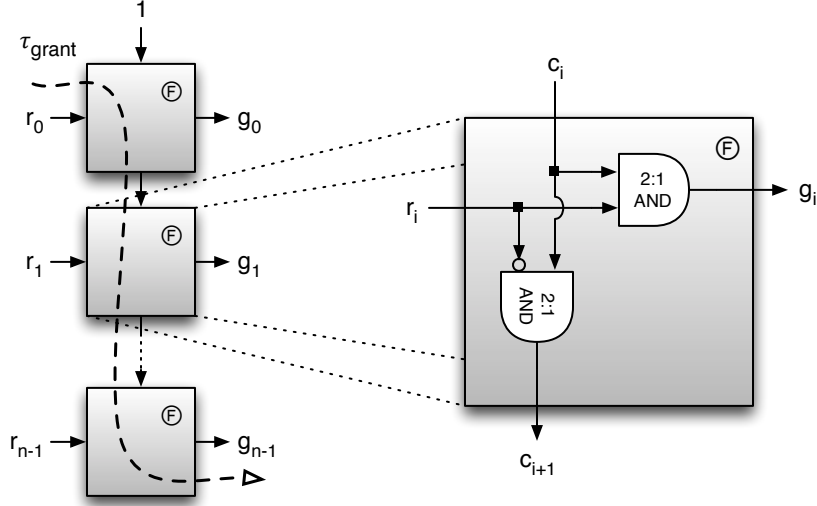 1
τgrant
F
r0
g0
F
r1
g1
F
rn-1
gn-1
ci
F
2:1
AND
gi
ri
2:1
AND
ci+1